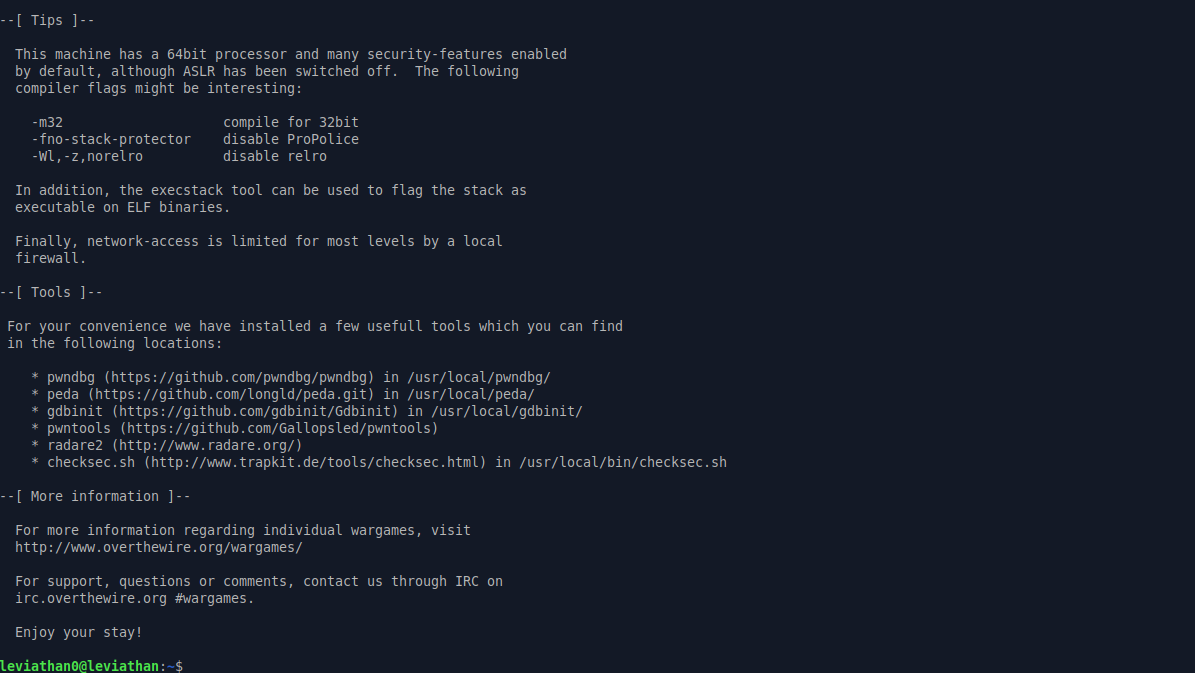 --[ Tips ]--
This machine has a 64bit processor and many security-features enabled
by default, although ASLR has been switched off.  The following
compiler flags might be interesting:
-m32                    compile for 32bit
-fno-stack-protector    disable ProPolice
-Wl,-z,norelro          disable relro
In addition, the execstack tool can be used to flag the stack as
executable on ELF binaries.
Finally, network-access is limited for most levels by a local
firewall.
--[ Tools ]--
For your convenience we have installed a few usefull tools which you can find
in the following locations:
* pwndbg (https://github.com/pwndbg/pwndbg) in /usr/local/pwndbg/
* peda (https://github.com/longld/peda.git) in /usr/local/peda/
* gdbinit (https://github.com/gdbinit/Gdbinit) in /usr/local/gdbinit/
* pwntools (https://github.com/Gallopsled/pwntools)
* radare2 (http://www.radare.org/)
* checksec.sh (http://www.trapkit.de/tools/checksec.html) in /usr/local/bin/checksec.sh
--[ More information ]--
For more information regarding individual wargames, visit
http://www.overthewire.org/wargames/
For support, questions or comments, contact us through IRC on
irc.overthewire.org #wargames.
Enjoy your stay!
leviathan0@leviathan:~$